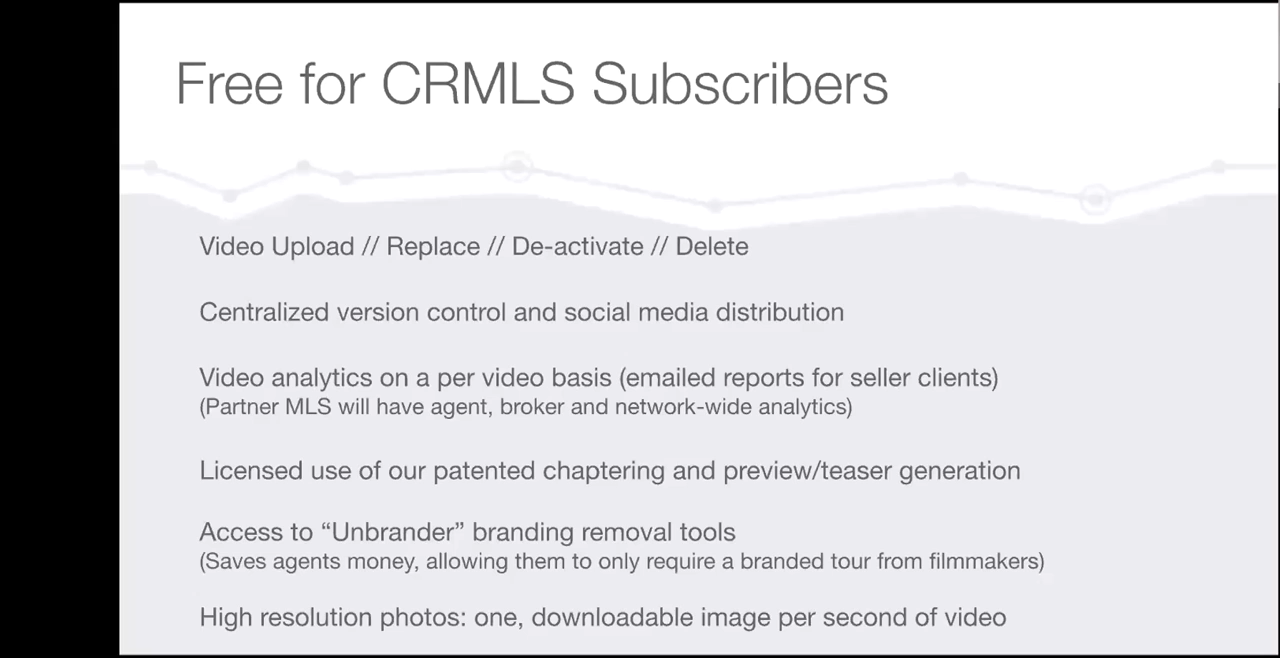 Free for CRMLS Subscribers
Video Upload // Replace // De-activate // Delete
Centralized version control and social media distribution
Video analytics on a per video basis (emailed reports for seller clients)
(Partner MLS will have agent, broker and network-wide analytics)
Licensed use of our patented chaptering and preview/teaser generation
Access to “Unbrander” branding removal tools
(Saves agents money, allowing them to only require a branded tour from filmmakers)
High resolution photos: one, downloadable image per second of video